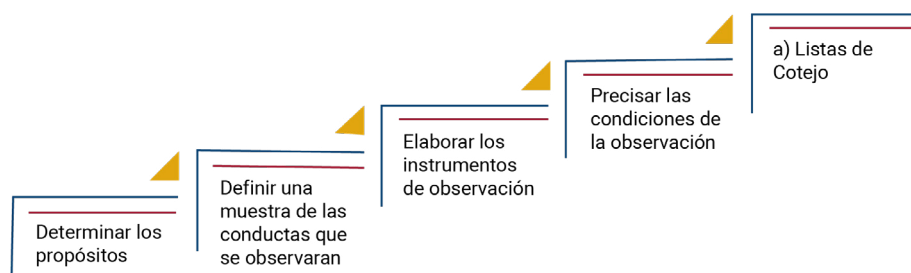 Determinar los
propósitos
Definir una
muestra de las
conductas que
se observaran
Elaborar los
instrumentos
de observación
Precisar las
condiciones de
la observación
a) Listas de
Cotejo